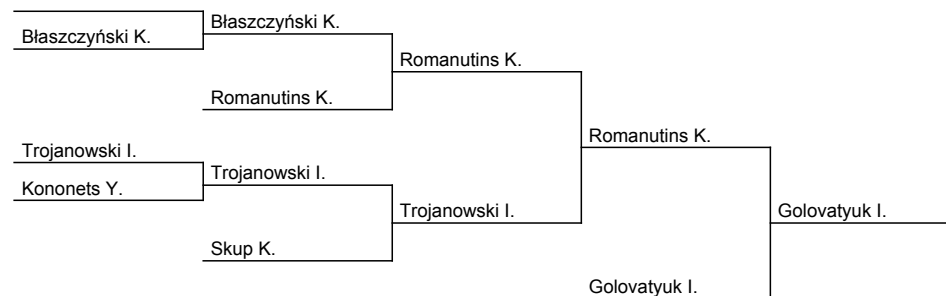 Błaszczyński K.
Błaszczyński K.
Romanutins K.
Romanutins K.
Romanutins K.
Trojanowski I.
Kononets Y.
Trojanowski I.
Trojanowski I.
Golovatyuk I.
Skup K.
Golovatyuk I.